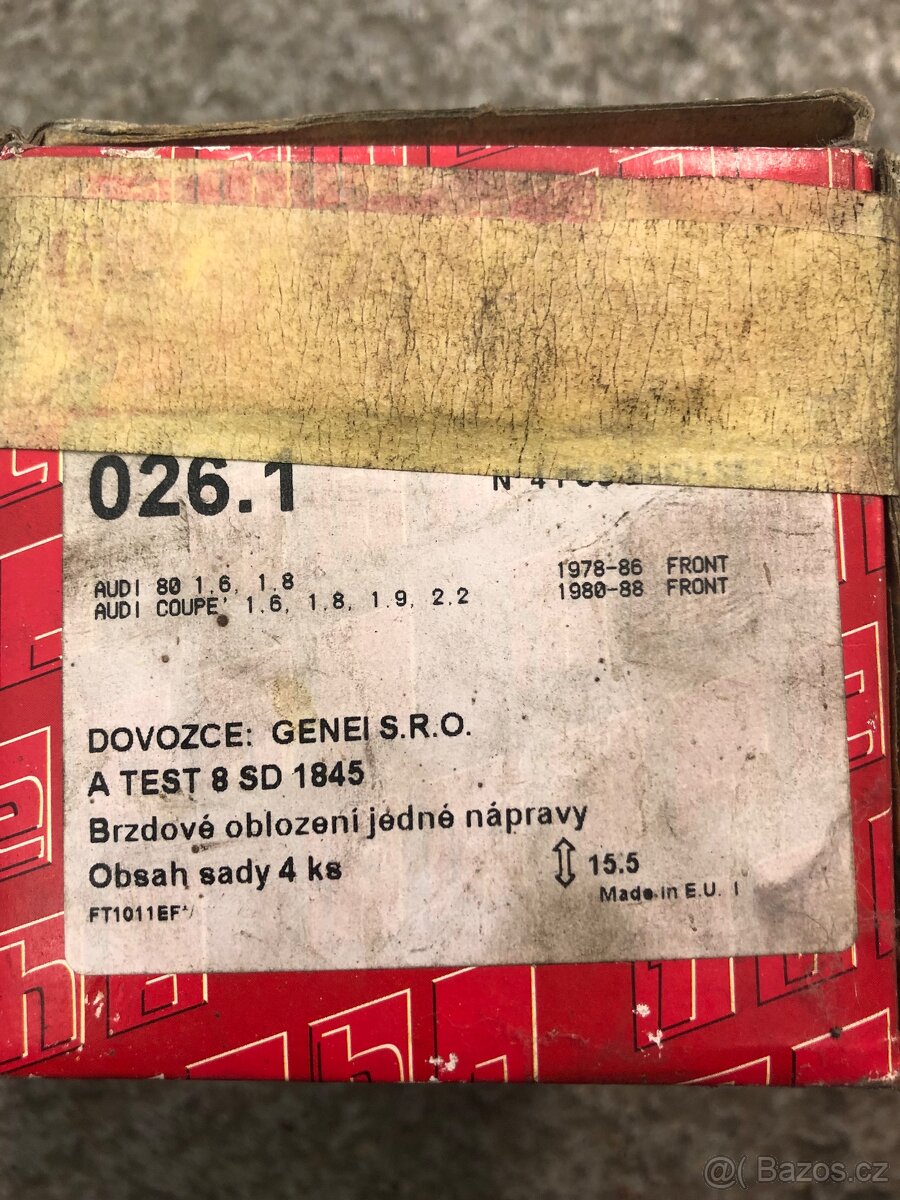 026.1
AUDI 80 1.6, 1.8 1978-86 FRONT
AUDI COUPE' 1.6, 1.8, 1.9, 2.2 1980-88 FRONT
DOVOZCE: GENEI S.R.O.
A TEST 8 SD 1845
Brzdové oblození jedné nápravy
Obsah sady 4 ks
15.5
Made in E.U. I
FT1011EF*/
@( Bazos.cz